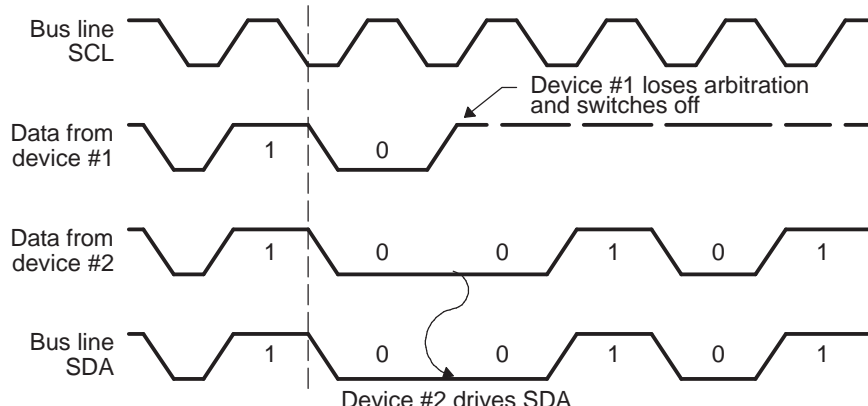 Bus line
SCL
Device #1 loses arbitration
and switches off
Data from
device #1
1 0
Data from
device #2
1 0 0 1 0 1
Bus line
SDA
1 0 0 1 0 1
Device #2 drives SDA